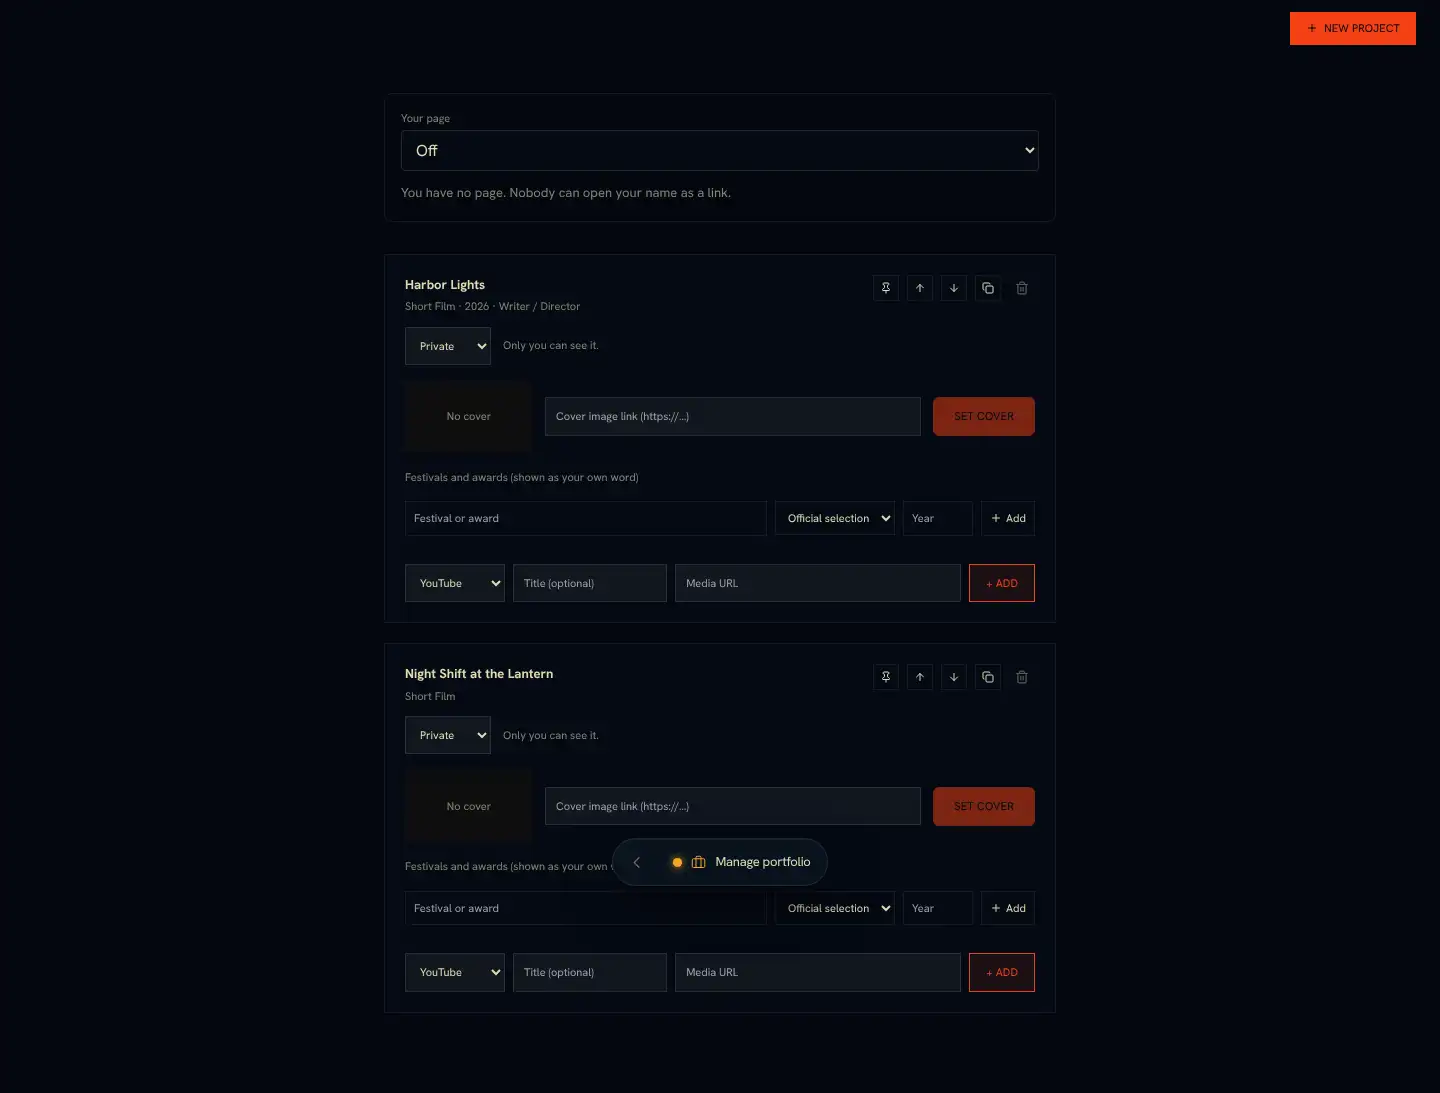 + NEW PROJECT
Your page
Off
You have no page. Nobody can open your name as a link.
Harbor Lights
Short Film · 2026 · Writer / Director
Private
Only you can see it.
No cover
Cover image link (https://...)
SET COVER
Festivals and awards (shown as your own word)
Festival or award
Official selection
Year
+ Add
YouTube
Title (optional)
Media URL
+ ADD
Night Shift at the Lantern
Short Film
Private
Only you can see it.
No cover
Cover image link (https://...)
SET COVER
Festivals and awards (shown as your own
Manage portfolio
Festival or award
Official selection
Year
+ Add
YouTube
Title (optional)
Media URL
+ ADD